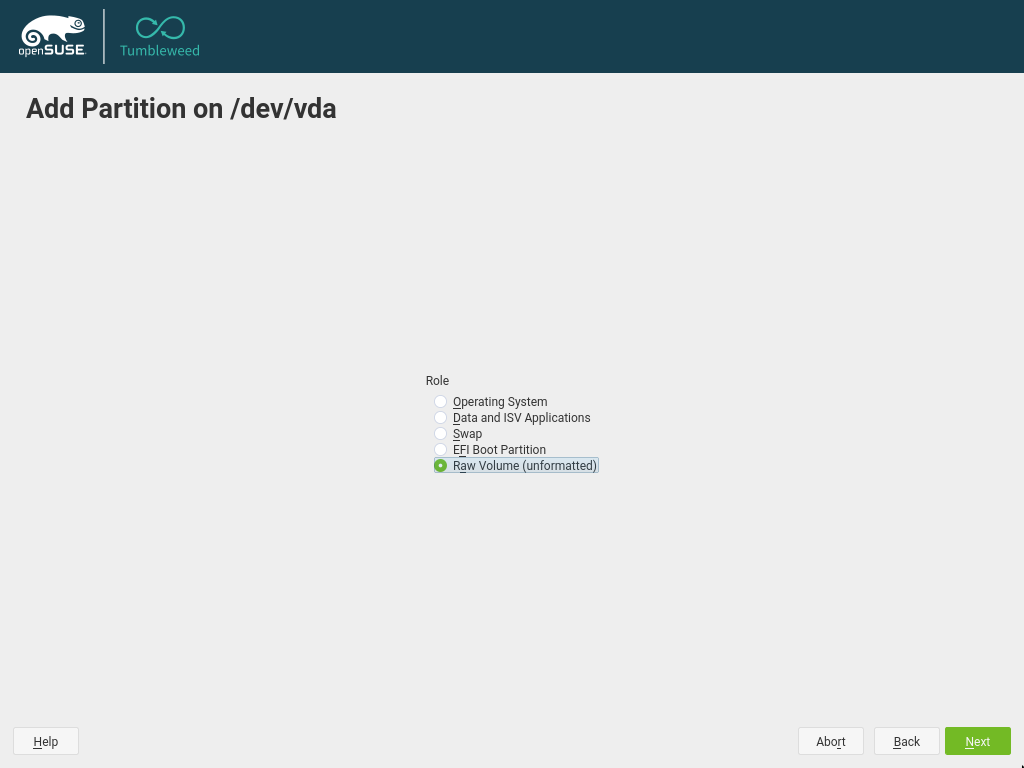 openSUSE
Tumbleweed
Add Partition on /dev/vda
Role
Operating System
Data and ISV Applications
Swap
EFI Boot Partition
Raw Volume (unformatted)
Help
Abort
Back
Next